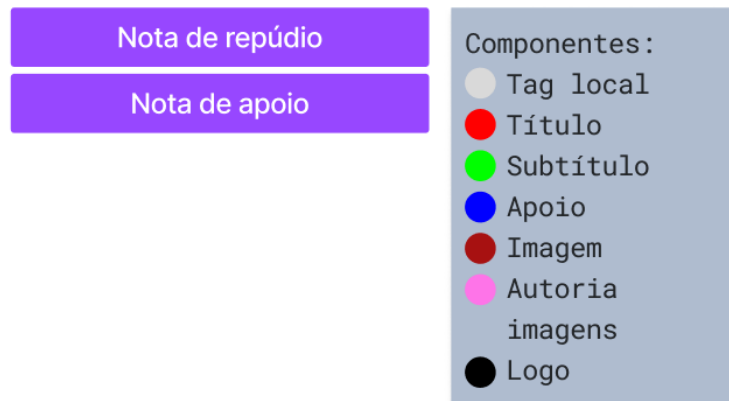 Nota de repúdio
Nota de apoio
Componentes:
Tag local
Título
Subtítulo
Apoio
Imagem
Autoria
imagens
Logo